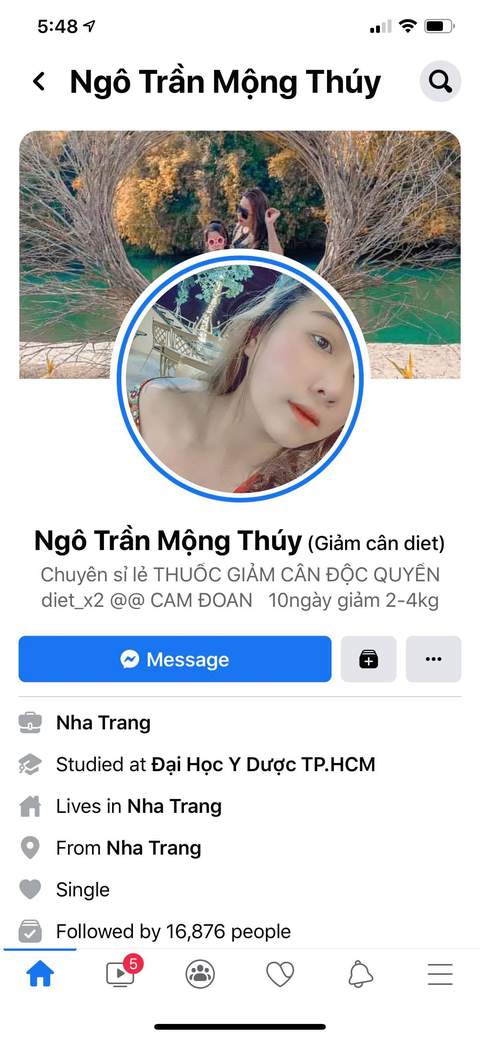 5:48
Ngô Trần Mộng Thúy
Ngô Trần Mộng Thúy (Giảm cân diet)
Chuyên sỉ lẻ THUỐC GIẢM CÂN ĐỘC QUYỀN
diet_x2 @@ CAM ĐOAN 10ngày giảm 2-4kg
Message
Nha Trang
Studied at Đại Học Y Dược TP.HCM
Lives in Nha Trang
From Nha Trang
Single
Followed by 16,876 people
5